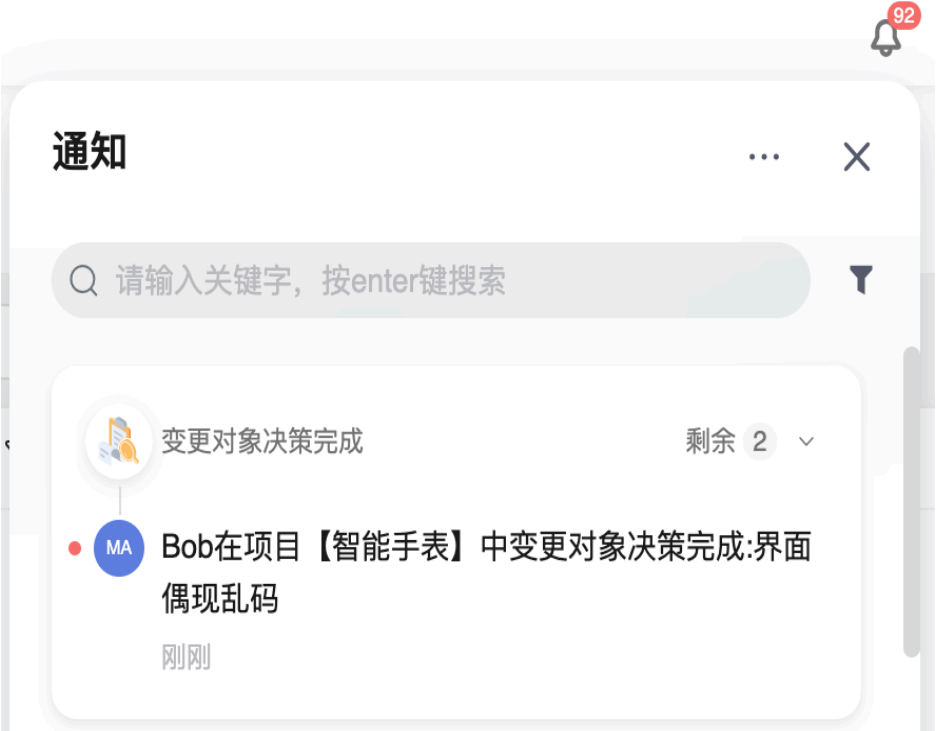 92
通知
请输入关键字，按enter键搜索
变更对象决策完成 剩余 2
MA Bob在项目【智能手表】中变更对象决策完成:界面
偶现乱码
刚刚